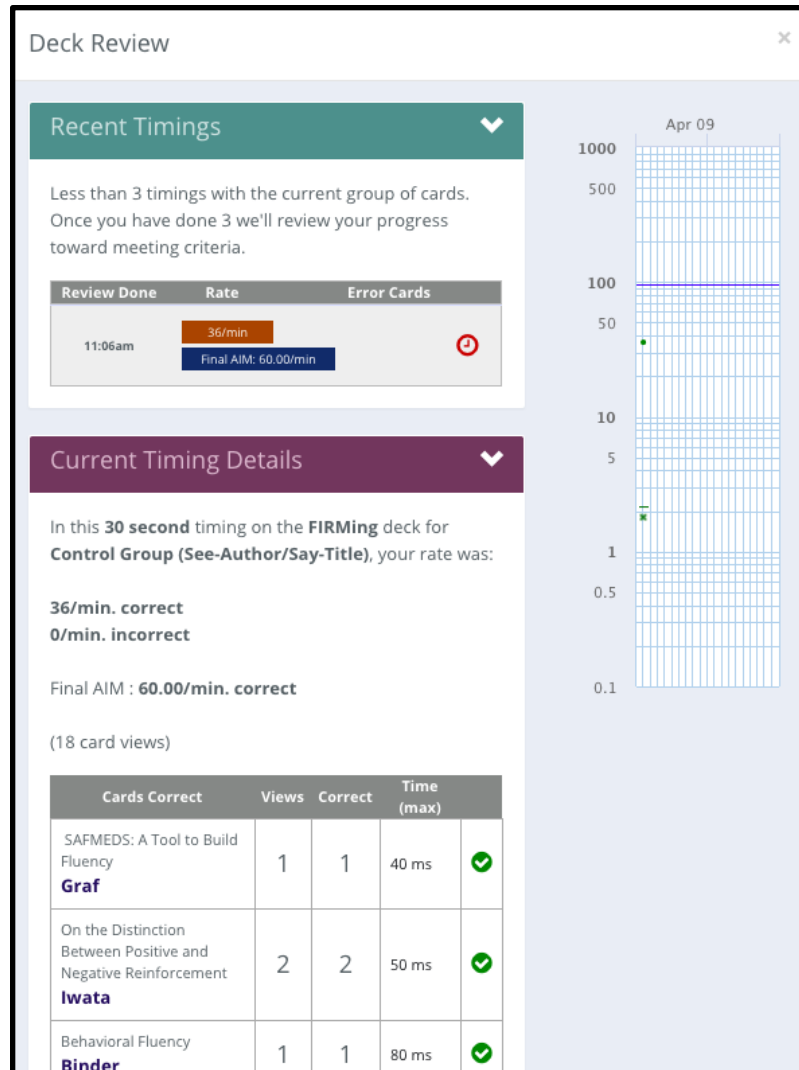 Deck Review
×
Recent Timings
Less than 3 timings with the current group of cards.
Once you have done 3 we'll review your progress
toward meeting criteria.
Review Done Rate Error Cards
36/min
11:06am
Final AIM: 60.00/min
Current Timing Details
In this 30 second timing on the FIRMing deck for
Control Group (See-Author/Say-Title), your rate was:
36/min. correct
0/min. incorrect
Final AIM : 60.00/min. correct
(18 card views)
Cards Correct Views Correct Time
(max)
SAFMEDS: A Tool to Build
Fluency
Graf
1 1 40 ms
On the Distinction
Between Positive and
Negative Reinforcement
Iwata
2 2 50 ms
Behavioral Fluency
Binder
1 1 80 ms
Apr 09
1000
500
100
50
10
5
1
0.5
0.1